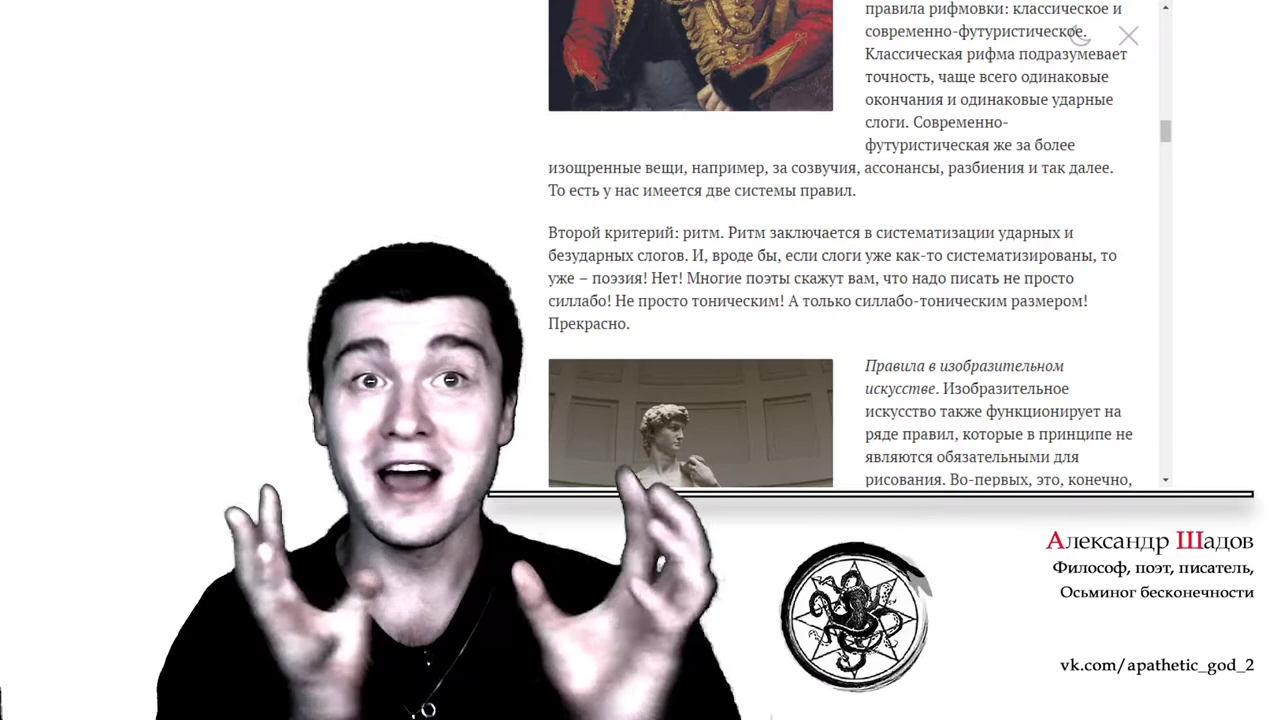 правила рифмовки: классическое и
современно-футуристическое.
Классическая рифма подразумевает
точность, чаще всего одинаковые
окончания и одинаковые ударные
слоги. Современно-
футуристическая же за более
изощренные вещи, например, за созвучия, ассонансы, разбиения и так далее.
То есть у нас имеется две системы правил.
Второй критерий: ритм. Ритм заключается в систематизации ударных и
безударных слогов. И, вроде бы, если слоги уже как-то систематизированы, то
уже – поэзия! Нет! Многие поэты скажут вам, что надо писать не просто
силлабо! Не просто тоническим! А только силлабо-тоническим размером!
Прекрасно.
Правила в изобразительном
искусстве. Изобразительное
искусство также функционирует на
ряде правил, которые в принципе не
являются обязательными для
рисования. Во-первых, это, конечно,
Александр Шадов
Философ, поэт, писатель,
Осьминог бесконечности
vk.com/apathetic_god_2